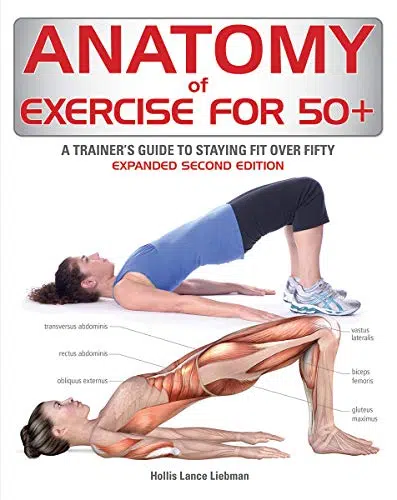 ANATOMY
of
EXERCISE FOR 50+
A TRAINER'S GUIDE TO STAYING FIT OVER FIFTY
EXPANDED SECOND EDITION
transversus abdominis
rectus abdominis
obliquus externus
vastus
lateralis
biceps
femoris
gluteus
maximus
Hollis Lance Liebman